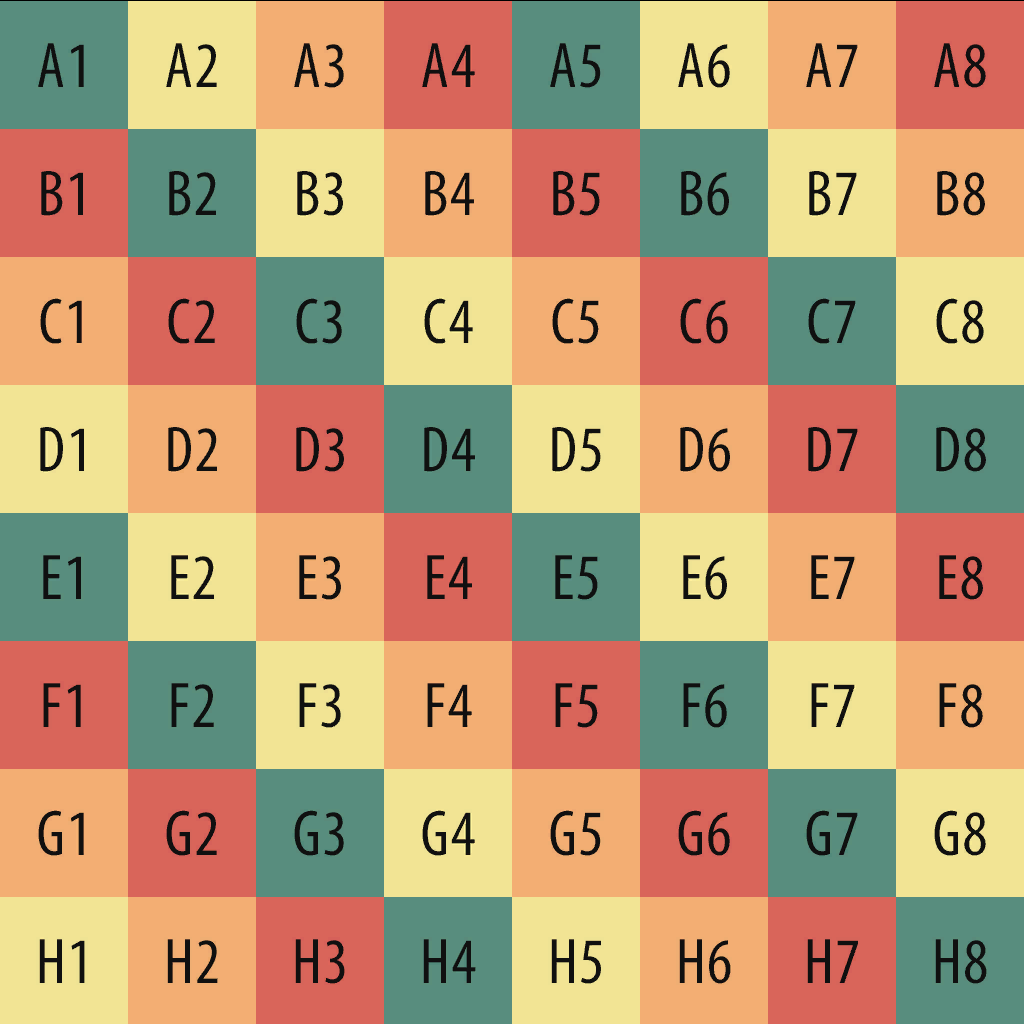 A1 A2 A3 A4 A5 A6 A7 A8
B1 B2 B3 B4 B5 B6 B7 B8
C1 C2 C3 C4 C5 C6 C7 C8
D1 D2 D3 D4 D5 D6 D7 D8
E1 E2 E3 E4 E5 E6 E7 E8
F1 F2 F3 F4 F5 F6 F7 F8
G1 G2 G3 G4 G5 G6 G7 G8
H1 H2 H3 H4 H5 H6 H7 H8